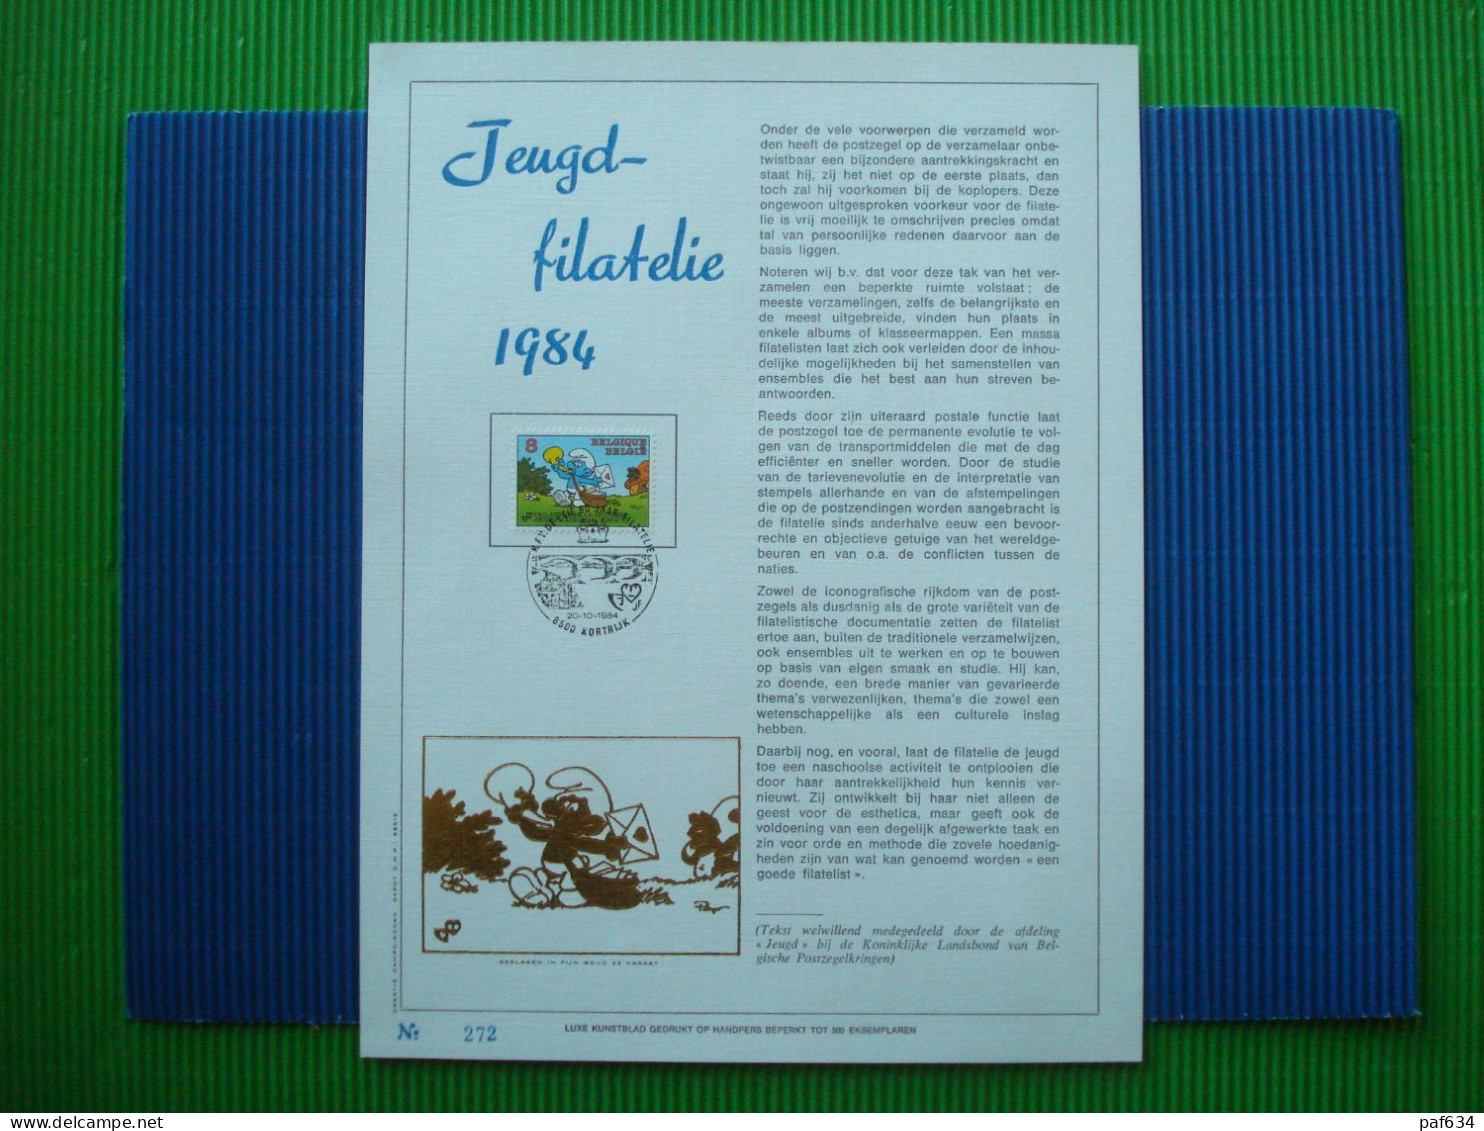 Jeugd-
filatelie
1984
8 BELGIQUE
BELGIË
K.F.V. DE
60 JAAR FILATELIE
20-10-1984
8500 KORTRIJK
JF
Onder de vele voorwerpen die verzameld wor-
den heeft de postzegel op de verzamelaar onbe-
twistbaar een bijzondere aantrekkingskracht en
staat hij, zij het niet op de eerste plaats, dan
toch zal hij voorkomen bij de koplopers. Deze
ongewoon uitgesproken voorkeur voor de filate-
lie is vrij moeilijk te omschrijven precies omdat
tal van persoonlijke redenen daarvoor aan de
basis liggen.
Noteren wij b.v. dat voor deze tak van het ver-
zamelen een beperkte ruimte volstaat ; de
meeste verzamelingen, zelfs de belangrijkste en
de meest uitgebreide, vinden hun plaats in
enkele albums of klasseermappen. Een massa
filatelisten laat zich ook verleiden door de inhou-
delijke mogelijkheden bij het samenstellen van
ensembles die het best aan hun streven be-
antwoorden.
Reeds door zijn uiteraard postale functie laat
de postzegel toe de permanente evolutie te vol-
gen van de transportmiddelen die met de dag
efficiënter en sneller worden. Door de studie
van de tarievenevolutie en de interpretatie van
stempels allerhande en van de afstempelingen
die op de postzendingen worden aangebracht is
de filatelie sinds anderhalve eeuw een bevoor-
rechte en objectieve getuige van het wereldge-
beuren en van o.a. de conflicten tussen de
naties.
Zowel de iconografische rijkdom van de post-
zegels als dusdanig als de grote variëteit van de
filatelistische documentatie zetten de filatelist
ertoe aan, buiten de traditionele verzamelwijzen,
ook ensembles uit te werken en op te bouwen
op basis van eigen smaak en studie. Hij kan,
zo doende, een brede manier van gevarieerde
thema's verwezenlijken, thema's die zowel een
wetenschappelijke als een culturele inslag
hebben.
Daarbij nog, en vooral, laat de filatelie de jeugd
toe een naschoolse activiteit te ontplooien die
door haar aantrekkelijkheid hun kennis ver-
nieuwt. Zij ontwikkelt bij haar niet alleen de
geest voor de esthetica, maar geeft ook de
voldoening van een degelijk afgewerkte taak en
zin voor orde en methode die zovele hoedanig-
heden zijn van wat kan genoemd worden « een
goede filatelist ».
(Tekst welwillend medegedeeld door de afdeling
« Jeugd » bij de Koninklijke Landsbond van Bel-
gische Postzegelkringen)
GESLAGEN IN FIJN GOUD 23 KARAAT
Nr 272
LUXE KUNSTBLAD GEDRUKT OP HANDPERS BEPERKT TOT 500 EKSEMPLAREN
paf634